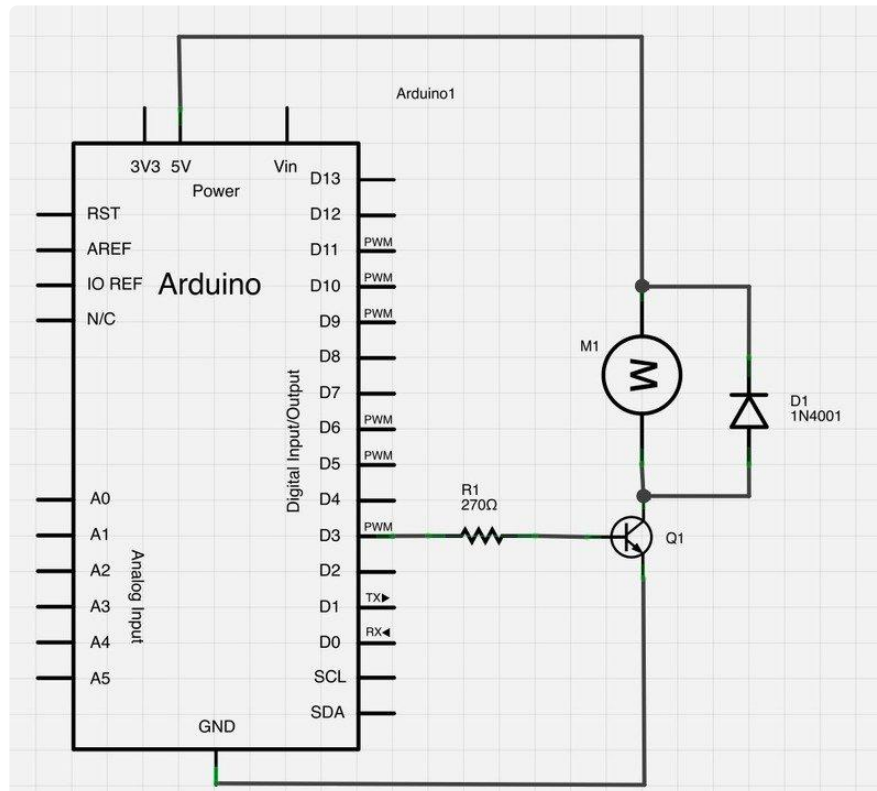 Arduino1
3V3 5V Vin
Power
D13
RST
D12
AREF
D11 PWM
IO REF
Arduino
D10 PWM
N/C
D9 PWM
M1
M
D8
D7
D1
1N4001
D6 PWM
D5 PWM
Digital Input/Output
R1
270Ω
A0
D4
A1
D3 PWM
Q1
A2
D2
Analog Input
A3
D1 TX
A4
D0 RX
A5
SCL
SDA
GND